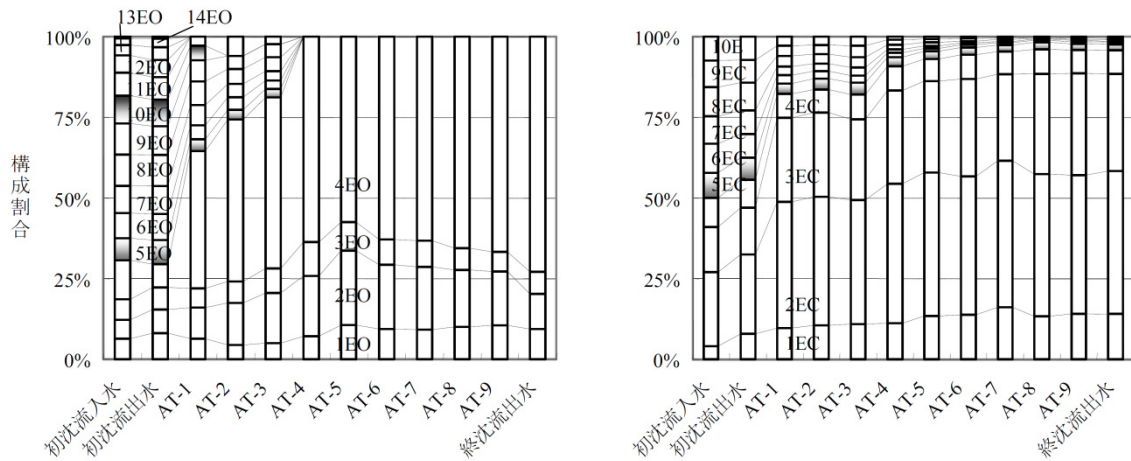 13EO
14EO
100%
75%
50%
25%
0%
構成割合
2EO
1EO
0EO
9EO
8EO
7EO
6EO
5EO
4EO
3EO
2EO
1EO
初沈流入水
初沈流出水
AT-1
AT-2
AT-3
AT-4
AT-5
AT-6
AT-7
AT-8
AT-9
終沈流出水
100%
75%
50%
25%
0%
10E
9EC
8EC
7EC
6EC
5EC
4EC
3EC
2EC
1EC
初沈流入水
初沈流出水
AT-1
AT-2
AT-3
AT-4
AT-5
AT-6
AT-7
AT-8
AT-9
終沈流出水